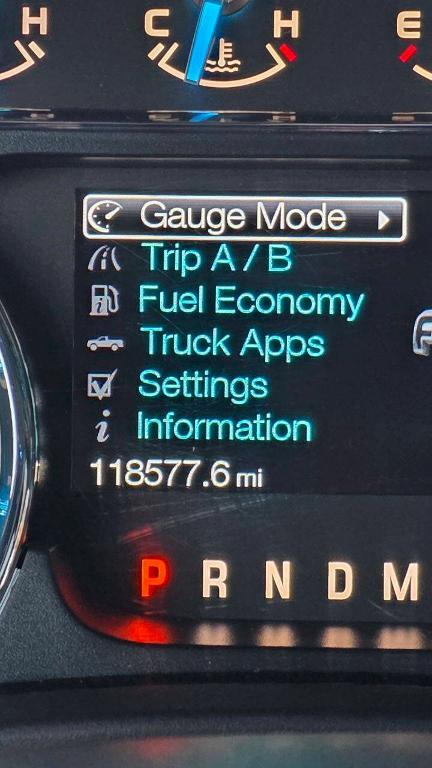 H C H E
Gauge Mode
Trip A / B
Fuel Economy
Truck Apps
Settings
Information
118577.6 mi
P R N D M